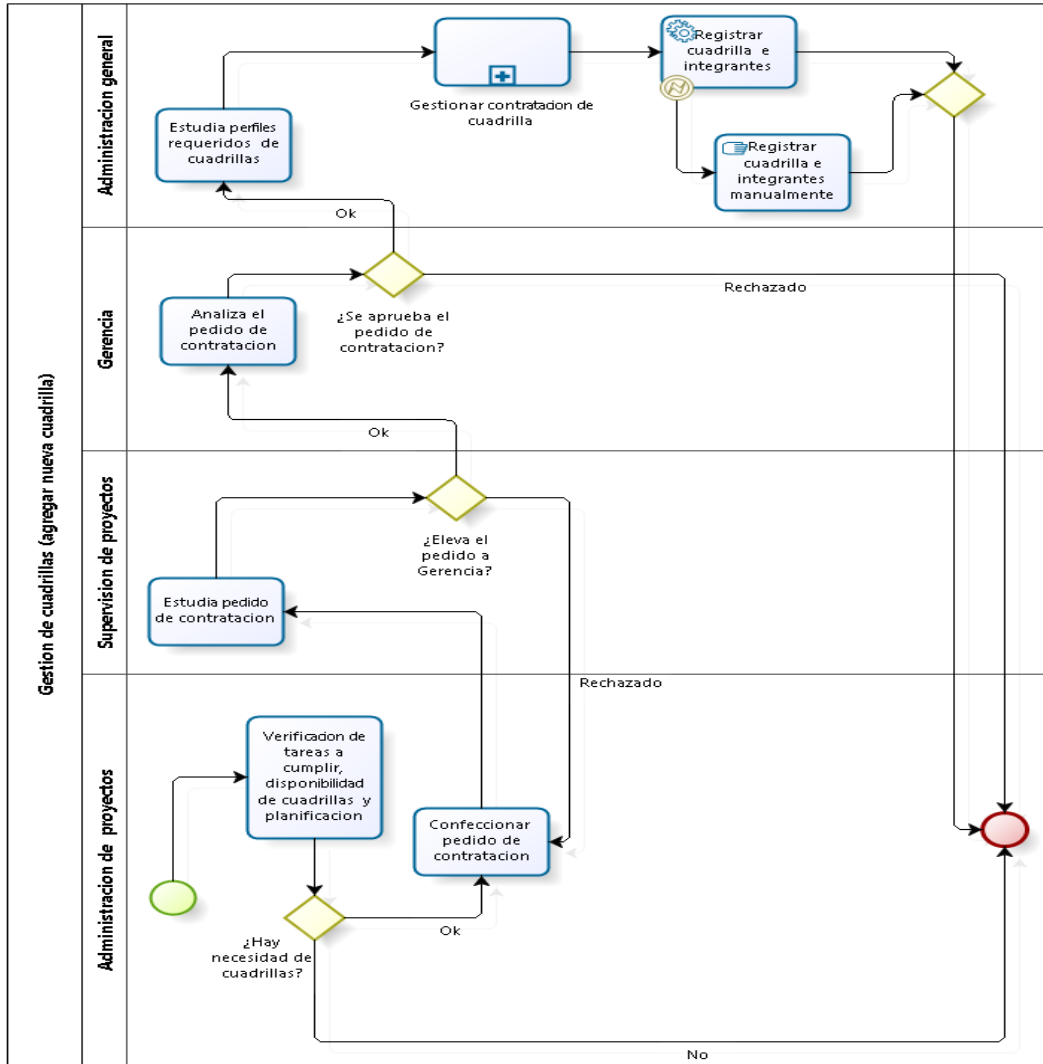 Gestion de cuadrillas (agregar nueva cuadrilla)
Administracion general
Estudia perfiles
requeridos de
cuadrillas
Gestionar contratacion de
cuadrilla
Registrar
cuadrilla e
integrantes
Registrar
cuadrilla e
integrantes
manualmente
Ok
Gerencia
Analiza el
pedido de
contratacion
¿Se aprueba el
pedido de
contratacion?
Rechazado
Ok
Supervision de proyectos
Estudia pedido
de contratacion
¿Eleva el
pedido a
Gerencia?
Rechazado
Administracion de proyectos
Verificacion de
tareas a
cumplir,
disponibilidad
de cuadrillas y
planificacion
Confeccionar
pedido de
contratacion
¿Hay
necesidad de
cuadrillas?
Ok
No